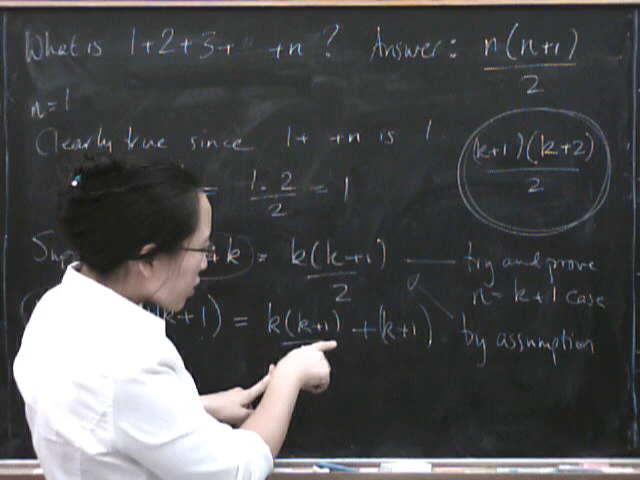 What is 1+2+3+ ·· +n ? Answer: n(n+1)/2
n=1
Clearly true since 1+ +n is 1.
= 1·2/2 = 1
(k+1)(k+2)/2
+k = k(k+1)/2 — try and prove
n=k+1 case
k+1) = k(k+1) + (k+1) by assumption